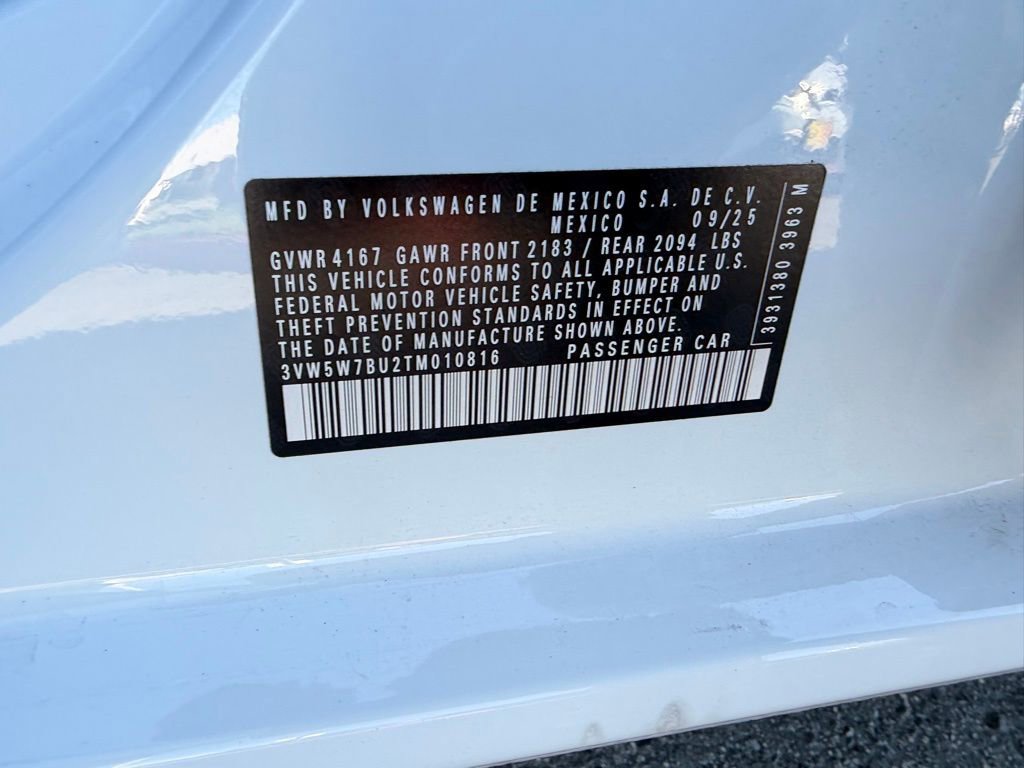 MFD BY VOLKSWAGEN DE MEXICO S.A. DE C.V.
MEXICO 09/25
GVWR 4167 GAWR FRONT 2183 / REAR 2094 LBS
THIS VEHICLE CONFORMS TO ALL APPLICABLE U.S.
FEDERAL MOTOR VEHICLE SAFETY, BUMPER AND
THEFT PREVENTION STANDARDS IN EFFECT ON
THE DATE OF MANUFACTURE SHOWN ABOVE.
3VW5W7BU2TM010816 PASSENGER CAR
3931380 3963 M